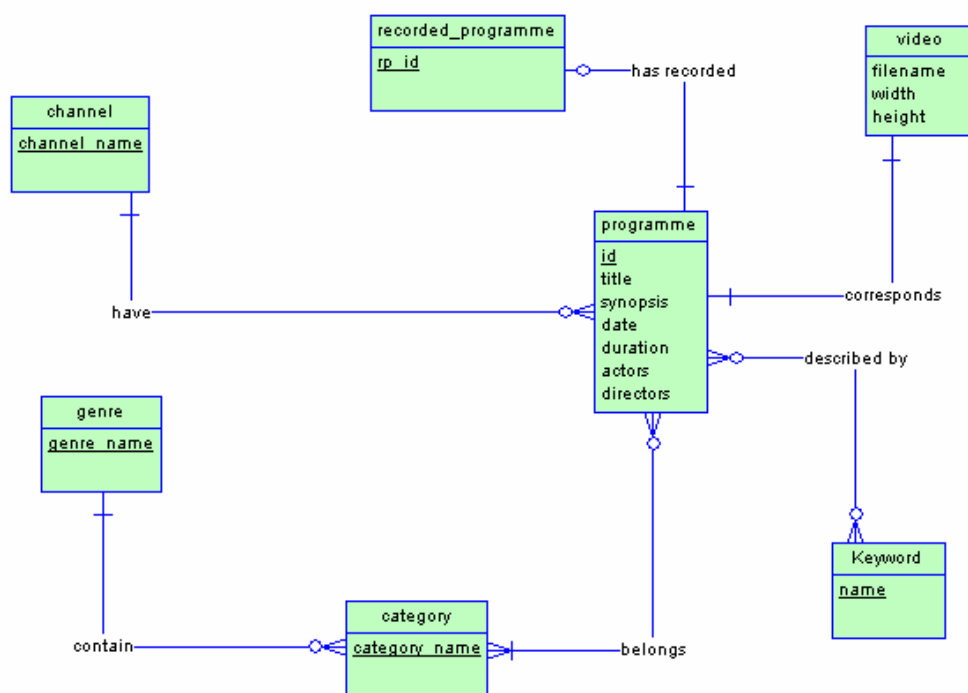 recorded_programme
rp_id
has recorded
video
filename
width
height
channel
channel_name
programme
id
title
synopsis
date
duration
actors
directors
corresponds
have
described by
genre
genre_name
Keyword
name
category
category_name
contain
belongs